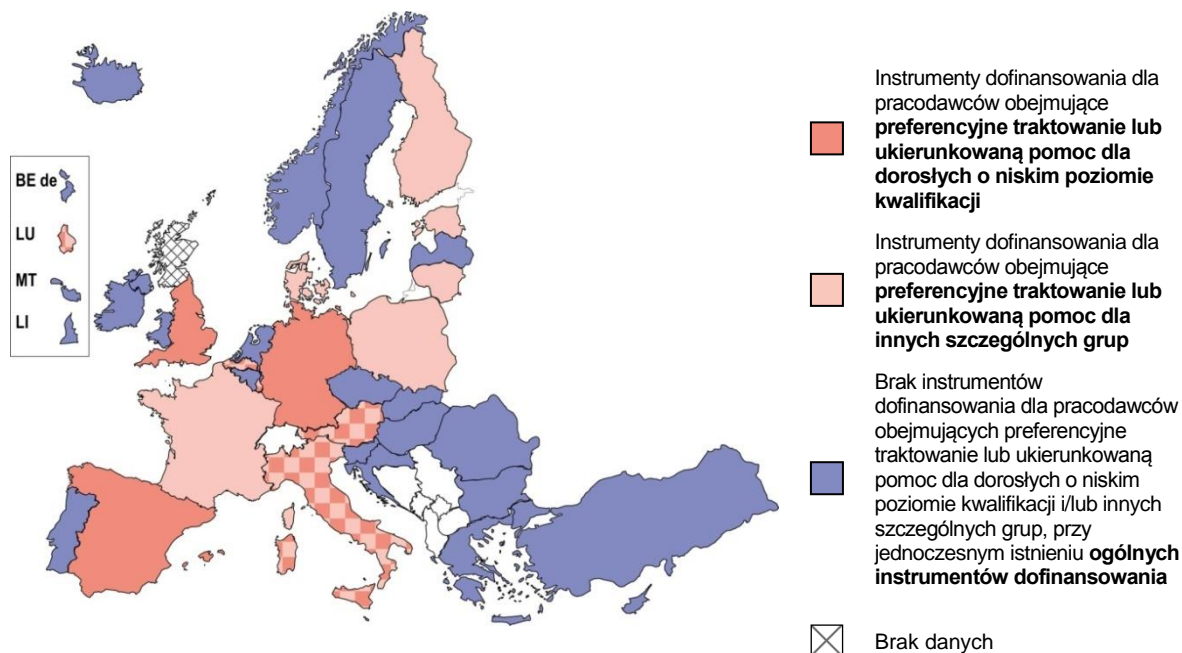 BE de
LU
MT
LI
Instrumenty dofinansowania dla
pracodawców obejmujące
preferencyjne traktowanie lub
ukierunkowaną pomoc dla
dorosłych o niskim poziomie
kwalifikacji
Instrumenty dofinansowania dla
pracodawców obejmujące
preferencyjne traktowanie lub
ukierunkowaną pomoc dla
innych szczególnych grup
Brak instrumentów
dofinansowania dla pracodawców
obejmujących preferencyjne
traktowanie lub ukierunkowaną
pomoc dla dorosłych o niskim
poziomie kwalifikacji i/lub innych
szczególnych grup, przy
jednoczesnym istnieniu ogólnych
instrumentów dofinansowania
Brak danych